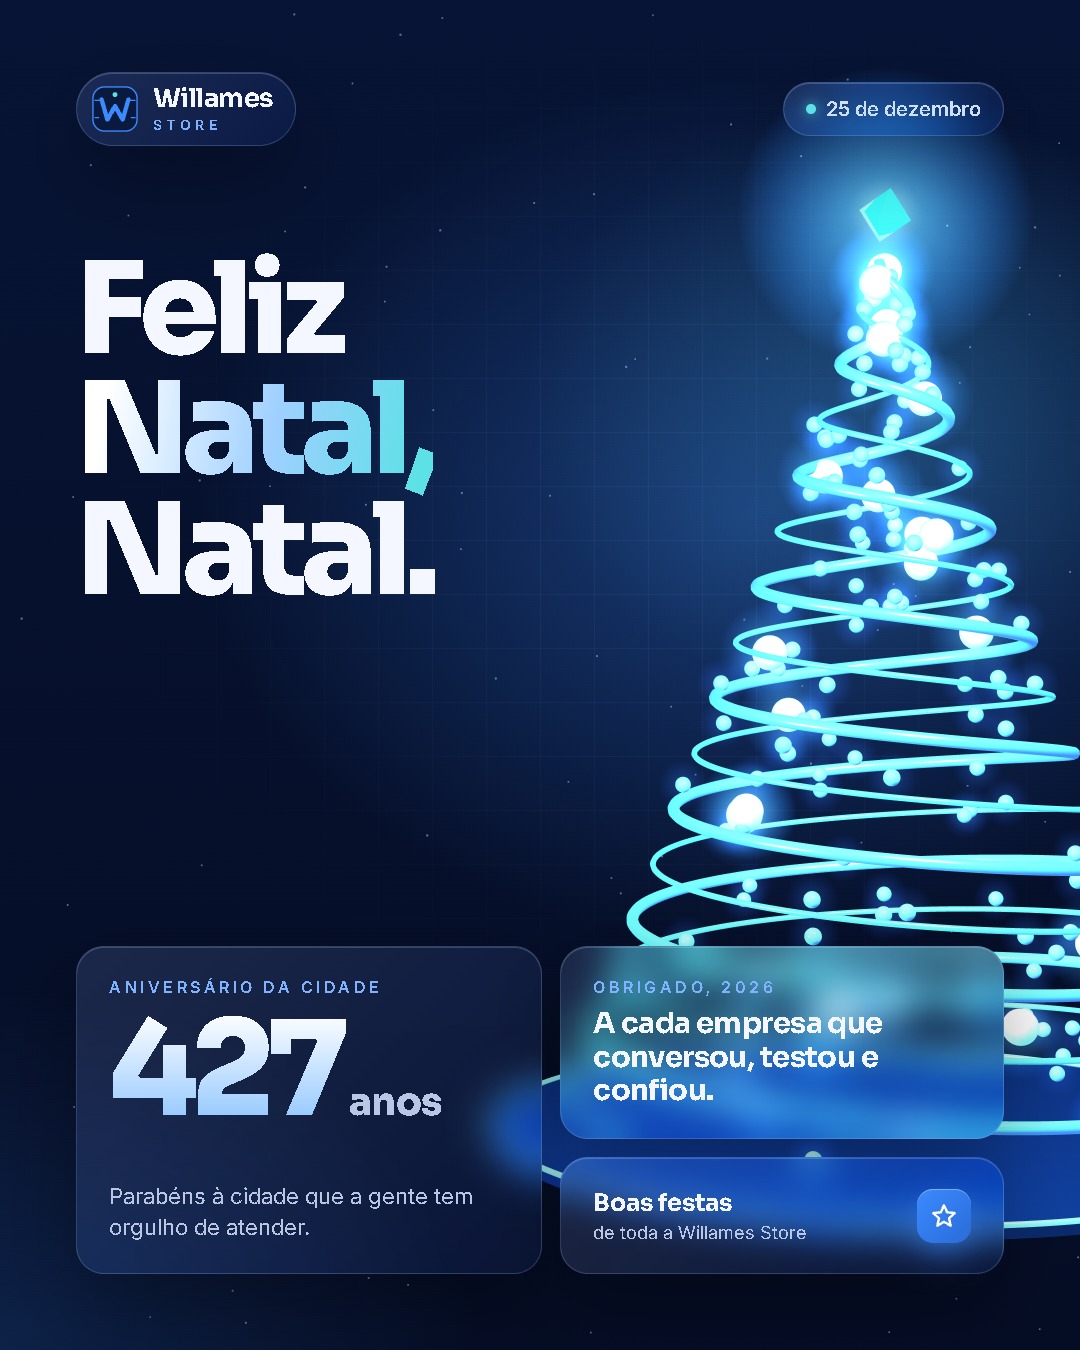 Willames
STORE
25 de dezembro
Feliz
Natal,
Natal.
ANIVERSÁRIO DA CIDADE
427 anos
Parabéns à cidade que a gente tem
orgulho de atender.
OBRIGADO, 2026
A cada empresa que
conversou, testou e
confiou.
Boas festas
de toda a Willames Store